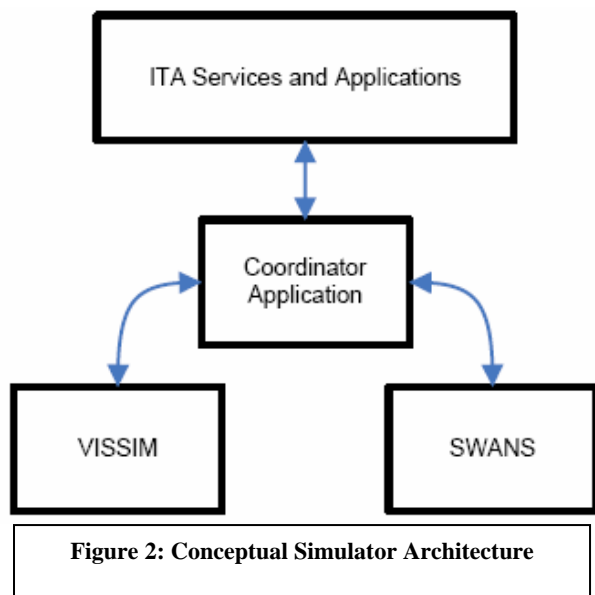 ITA Services and Applications
Coordinator
Application
VISSIM
SWANS
Figure 2: Conceptual Simulator Architecture